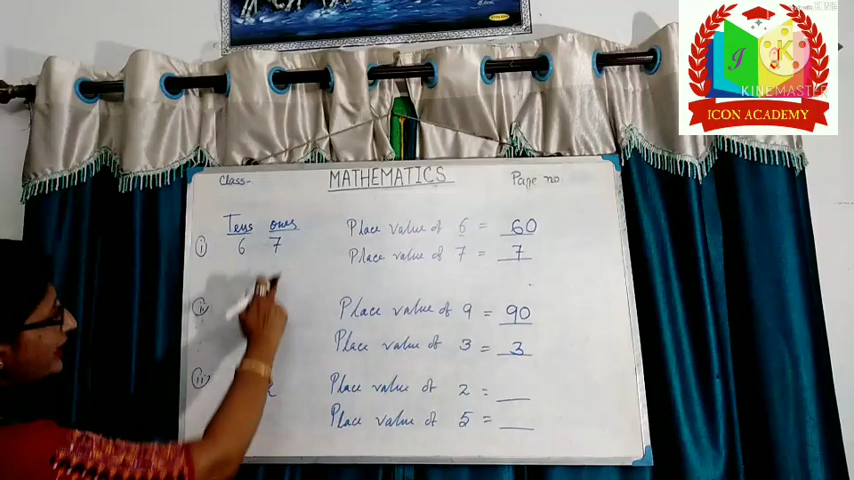 KINEMASTER
ICON ACADEMY
Class-
MATHEMATICS
Page no
Tens ones
(i) 6 7
Place value of 6 = 60
Place value of 7 = 7
(ii)
Place value of 9 = 90
Place value of 3 = 3
Place value of 2 = ___
Place value of 5 = ___